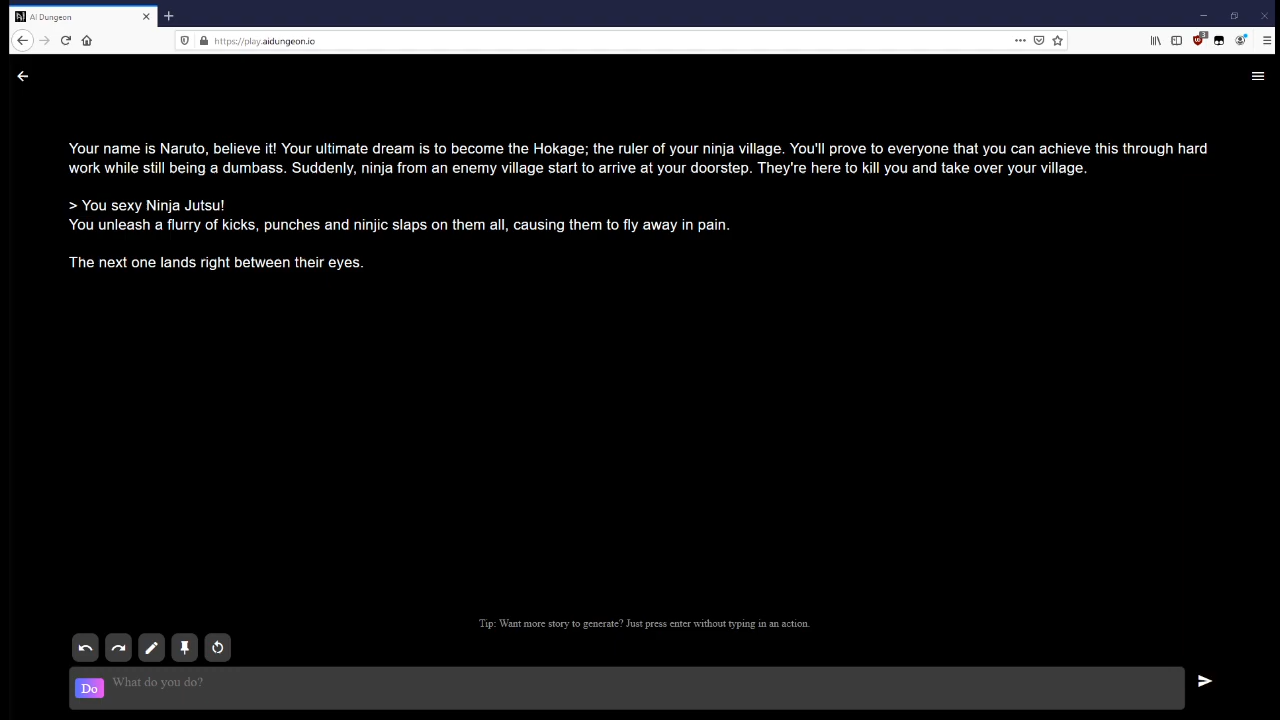 AI Dungeon
https://play.aidungeon.io
3
Your name is Naruto, believe it! Your ultimate dream is to become the Hokage; the ruler of your ninja village. You'll prove to everyone that you can achieve this through hard
work while still being a dumbass. Suddenly, ninja from an enemy village start to arrive at your doorstep. They're here to kill you and take over your village.
> You sexy Ninja Jutsu!
You unleash a flurry of kicks, punches and ninjic slaps on them all, causing them to fly away in pain.
The next one lands right between their eyes.
Tip: Want more story to generate? Just press enter without typing in an action.
Do What do you do?